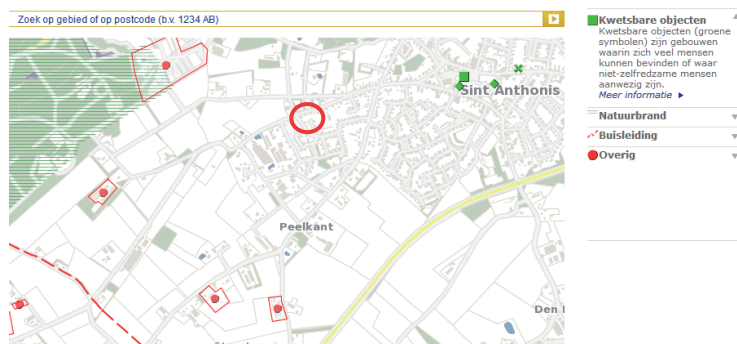 Zoek op gebied of op postcode (b.v. 1234 AB)
Sint Anthonis
Peelkant
Den
Kwetsbare objecten
Kwetsbare objecten (groene
symbolen) zijn gebouwen
waarin zich veel mensen
kunnen bevinden of waar
niet-zelfredzame mensen
aanwezig zijn.
Meer informatie
Natuurbrand
Buisleiding
Overig